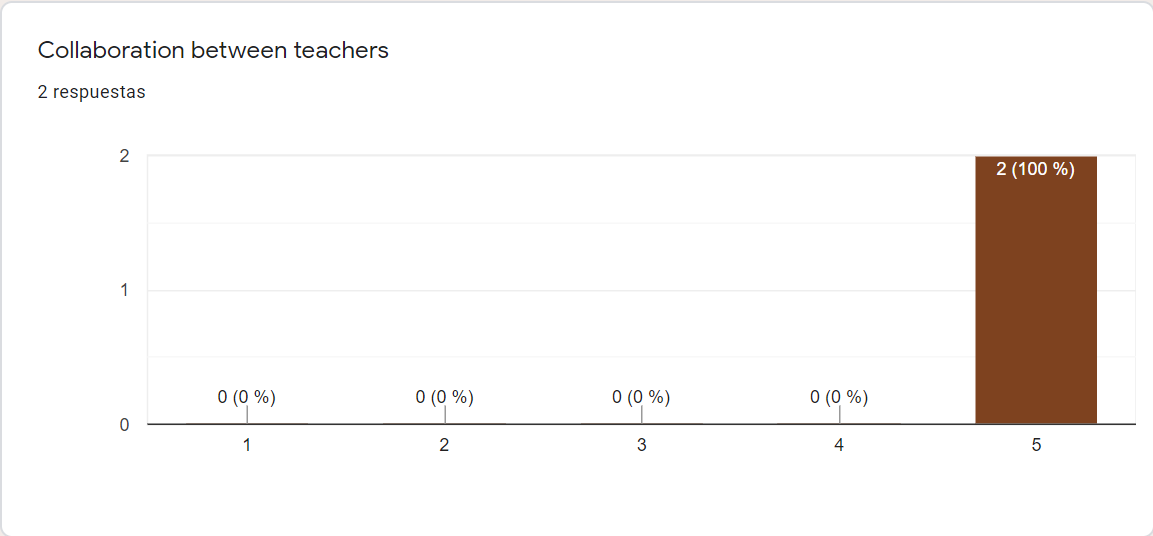 Collaboration between teachers
2 respuestas
2
2 (100 %)
1
0 (0 %) 0 (0 %) 0 (0 %) 0 (0 %)
0
1 2 3 4 5